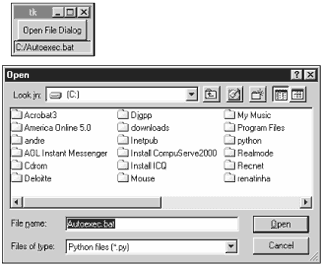 tk
Open File Dialog
C:/Autoexec.bat
Open
Look in: (C:)
Acrobat3 Djgpp My Music
America Online 5.0 downloads Program Files
andre Inetpub python
AOL Instant Messenger Install CompuServe2000 Realmode
Cdrom Install ICQ Recnet
Deloitte Mouse renatinha
File name: Autoexec.bat Open
Files of type: Python files (*.py) Cancel